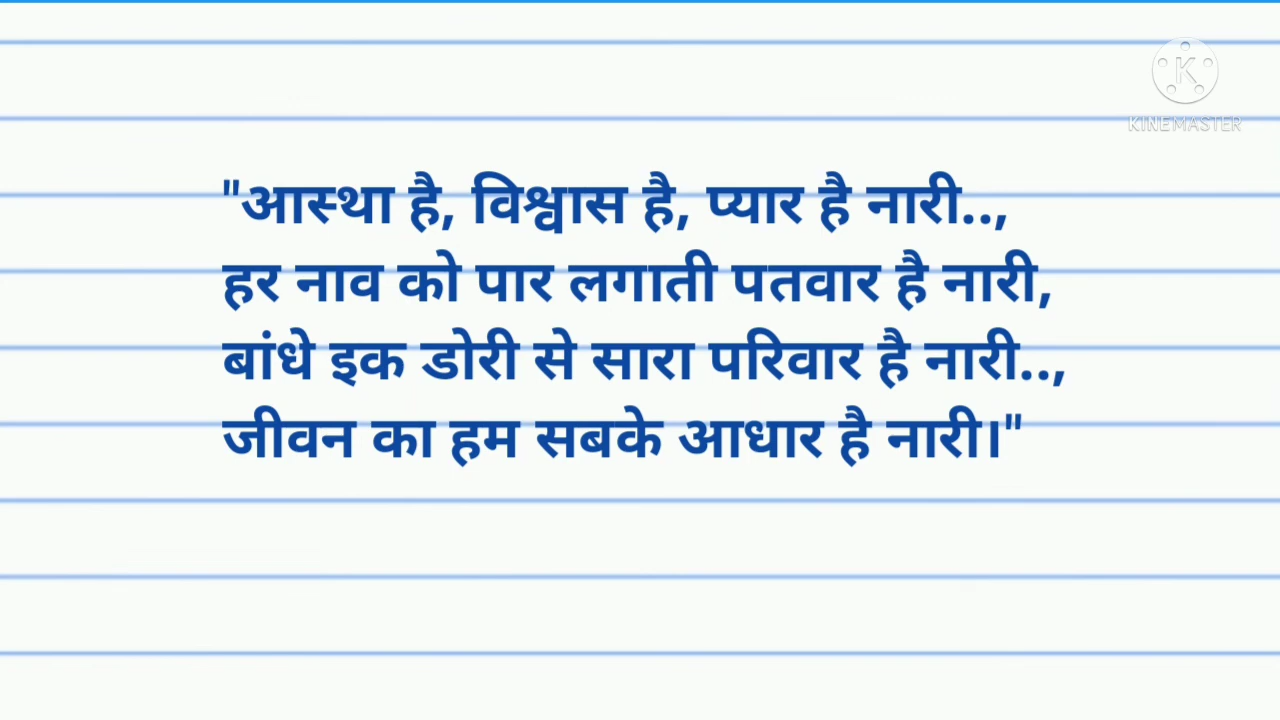 KINEMASTER
"आस्था है, विश्वास है, प्यार है नारी..,
हर नाव को पार लगाती पतवार है नारी,
बांधे इक डोरी से सारा परिवार है नारी..,
जीवन का हम सबके आधार है नारी।"